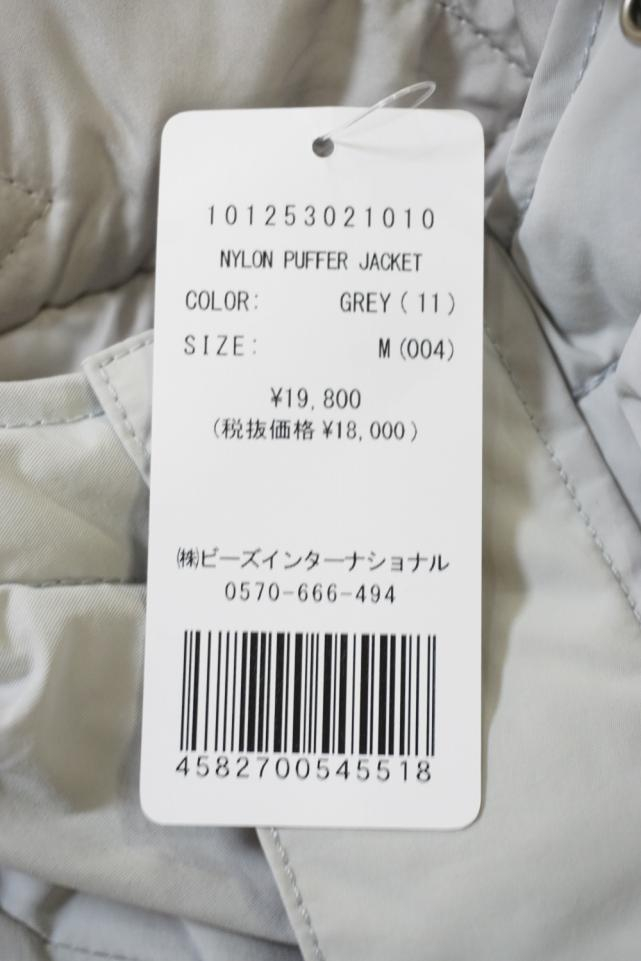 101253021010
NYLON PUFFER JACKET
COLOR: GREY(11)
SIZE: M(004)
¥19,800
(税抜価格¥18,000)
㈱ビーズインターナショナル
0570-666-494
4582700545518